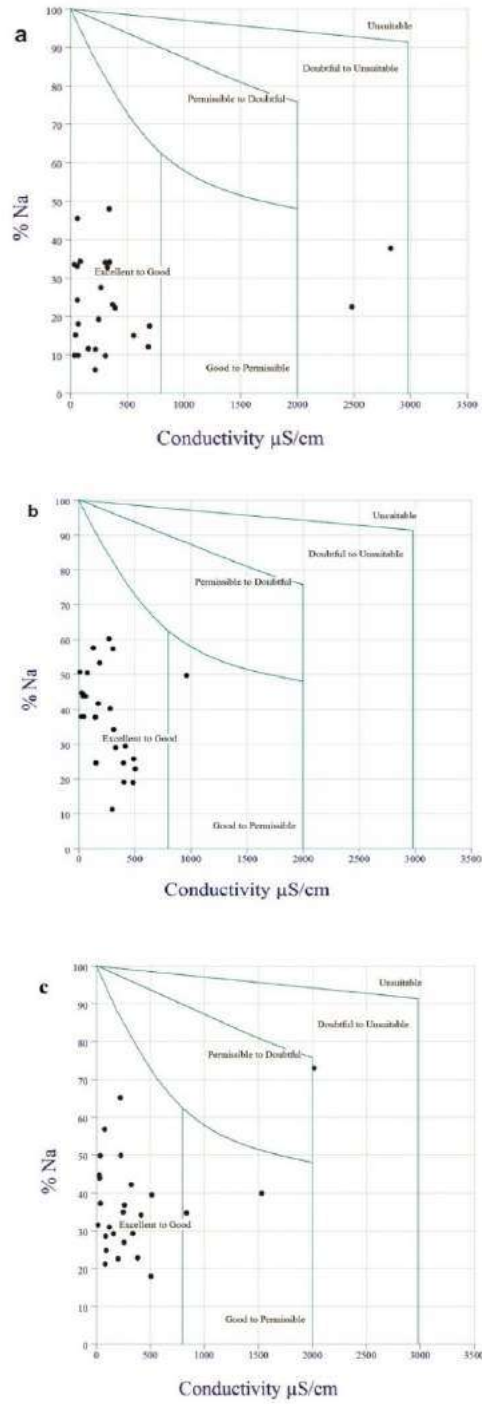 a
100
Unsuitable
90
Doubtful to Unsuitable
80
Permissible to Doubtful
70
60
50
40
% Na
30
Excellent to Good
20
10
Good to Permissible
0
0 500 1000 1500 2000 2500 3000 3500
Conductivity µS/cm
b
100
Unsuitable
90
Doubtful to Unsuitable
80
Permissible to Doubtful
70
60
50
40
% Na
30
Excellent to Good
20
10
Good to Permissible
0
0 500 1000 1500 2000 2500 3000 3500
Conductivity µS/cm
c
100
Unsuitable
90
Doubtful to Unsuitable
80
Permissible to Doubtful
70
60
50
40
% Na
30
Excellent to Good
20
10
Good to Permissible
0
0 500 1000 1500 2000 2500 3000 3500
Conductivity µS/cm